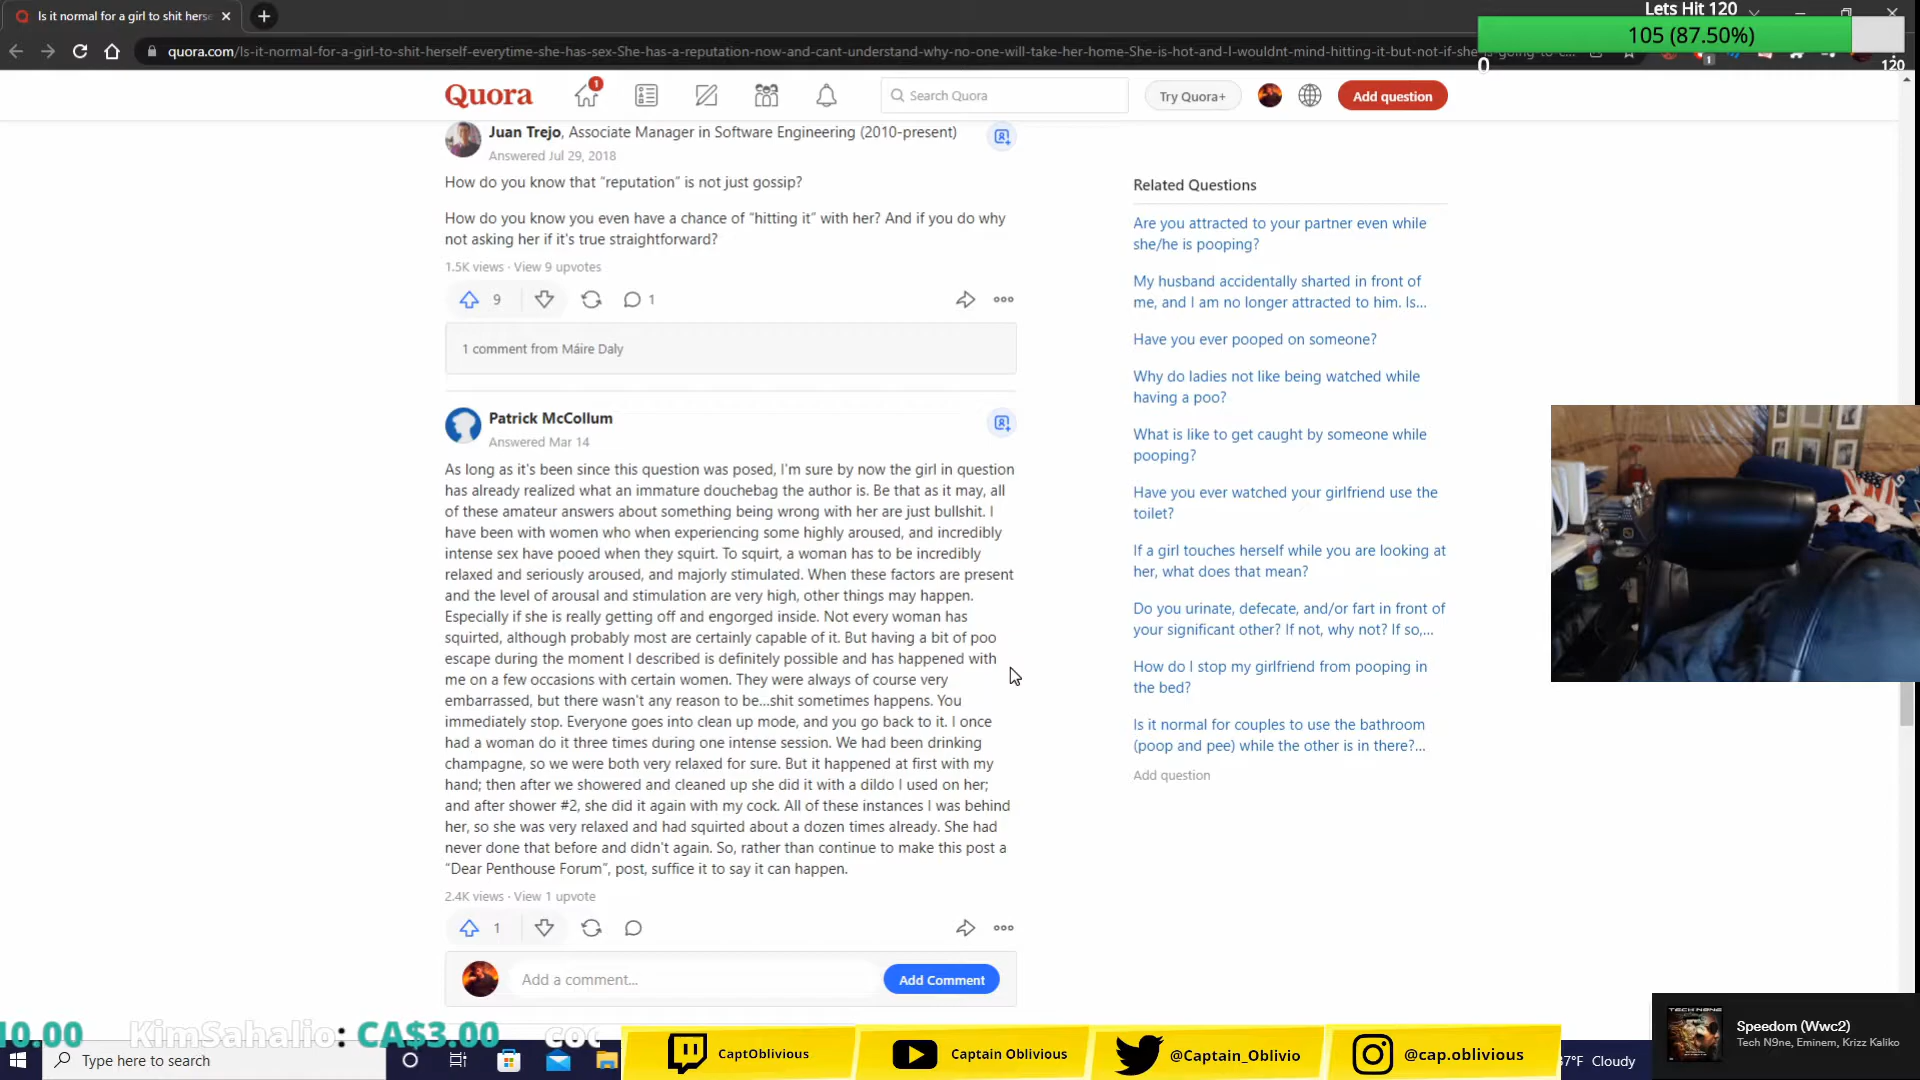 Is it normal for a girl to shit herse
Lets Hit 120
105 (87.50%)
0
120
quora.com/Is-it-normal-for-a-girl-to-shit-herself-everytime-she-has-sex-She-has-a-reputation-now-and-cant-understand-why-no-one-will-take-her-home-She-is-hot-and-I-wouldnt-mind-hitting-it-but-not-if-she
Quora
1
Search Quora
Try Quora+
Add question
Juan Trejo, Associate Manager in Software Engineering (2010-present)
Answered Jul 29, 2018
How do you know that “reputation” is not just gossip?
How do you know you even have a chance of “hitting it” with her? And if you do why
not asking her if it's true straightforward?
1.5K views · View 9 upvotes
9
1
1 comment from Máire Daly
Patrick McCollum
Answered Mar 14
As long as it's been since this question was posed, I'm sure by now the girl in question
has already realized what an immature douchebag the author is. Be that as it may, all
of these amateur answers about something being wrong with her are just bullshit. I
have been with women who when experiencing some highly aroused, and incredibly
intense sex have pooed when they squirt. To squirt, a woman has to be incredibly
relaxed and seriously aroused, and majorly stimulated. When these factors are present
and the level of arousal and stimulation are very high, other things may happen.
Especially if she is really getting off and engorged inside. Not every woman has
squirted, although probably most are certainly capable of it. But having a bit of poo
escape during the moment I described is definitely possible and has happened with
me on a few occasions with certain women. They were always of course very
embarrassed, but there wasn't any reason to be...shit sometimes happens. You
immediately stop. Everyone goes into clean up mode, and you go back to it. I once
had a woman do it three times during one intense session. We had been drinking
champagne, so we were both very relaxed for sure. But it happened at first with my
hand; then after we showered and cleaned up she did it with a dildo I used on her;
and after shower #2, she did it again with my cock. All of these instances I was behind
her, so she was very relaxed and had squirted about a dozen times already. She had
never done that before and didn't again. So, rather than continue to make this post a
“Dear Penthouse Forum”, post, suffice it to say it can happen.
2.4K views · View 1 upvote
1
Add a comment...
Add Comment
Related Questions
Are you attracted to your partner even while
she/he is pooping?
My husband accidentally sharted in front of
me, and I am no longer attracted to him. Is...
Have you ever pooped on someone?
Why do ladies not like being watched while
having a poo?
What is like to get caught by someone while
pooping?
Have you ever watched your girlfriend use the
toilet?
If a girl touches herself while you are looking at
her, what does that mean?
Do you urinate, defecate, and/or fart in front of
your significant other? If not, why not? If so,...
How do I stop my girlfriend from pooping in
the bed?
Is it normal for couples to use the bathroom
(poop and pee) while the other is in there?...
Add question
10.00 KimSahalio: CA$3.00
Speedom (Wwc2)
Tech N9ne, Eminem, Krizz Kaliko
Type here to search
CaptOblivious
Captain Oblivious
@Captain_Oblivio
@cap.oblivious
Cloudy